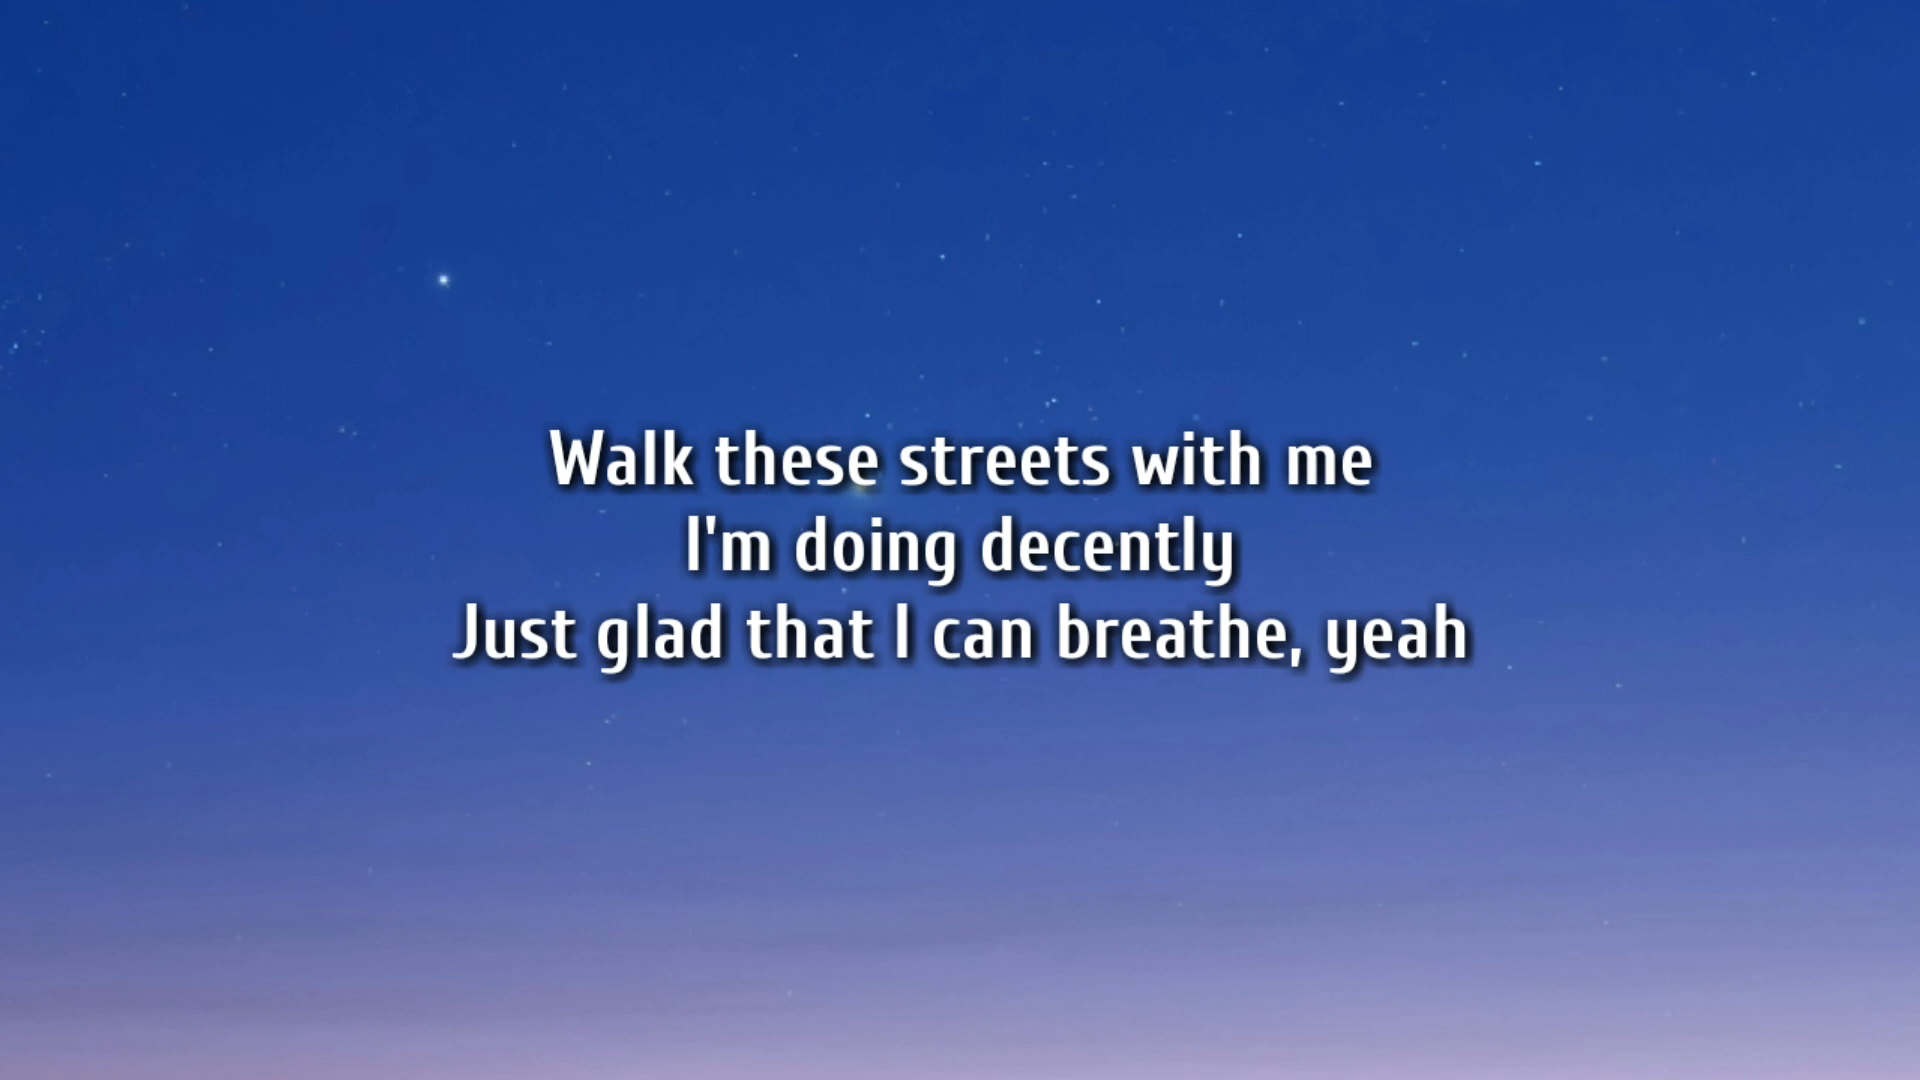 Walk these streets with me
I'm doing decently
Just glad that I can breathe, yeah